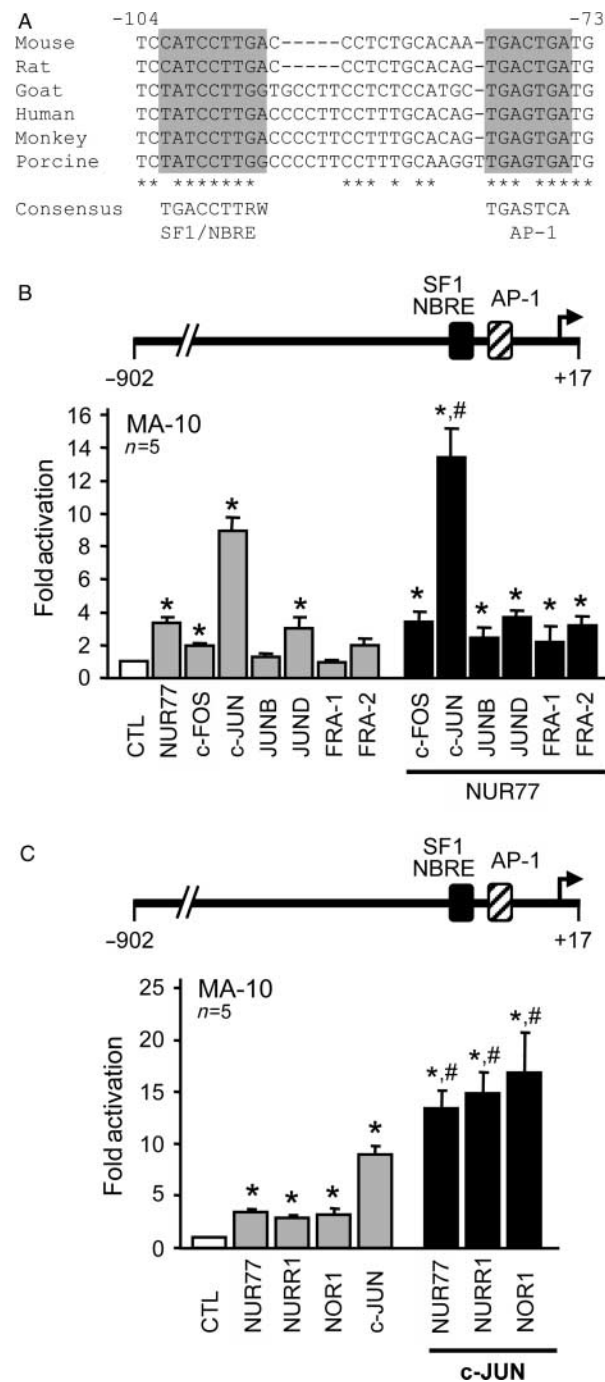 A
-104 -73
Mouse TCCATCCTTGAC-----CCTCTGCACAA-TGACTGATG
Rat TCCATCCTTGAC-----CCTCTGCACAG-TGAGTGATG
Goat TCTATCCTTGGTGCCTTCCTCTCCATGC-TGAGTGATG
Human TCTATCCTTGACCCCTTCCTTTGCACAG-TGAGTGATG
Monkey TCTATCCTTGACCCCTTCCTTTGCACAG-TGAGTGATG
Porcine TCTATCCTTGGCCCCTTCCTTTGCAAGGTTGAGTGATG
** ******* *** * ** *** *****
Consensus TGACCTTRW TGASTCA
SF1/NBRE AP-1
B
SF1 NBRE AP-1
-902 +17
MA-10
n=5
Fold activation
16
14
12
10
8
6
4
2
0
* * * * * *,# * * * *
CTL NUR77 c-FOS c-JUN JUNB JUND FRA-1 FRA-2 c-FOS c-JUN JUNB JUND FRA-1 FRA-2
NUR77
C
SF1 NBRE AP-1
-902 +17
MA-10
n=5
Fold activation
25
20
15
10
5
0
* * * * *,# *,# *,#
CTL NUR77 NURR1 NOR1 c-JUN NUR77 NURR1 NOR1
c-JUN